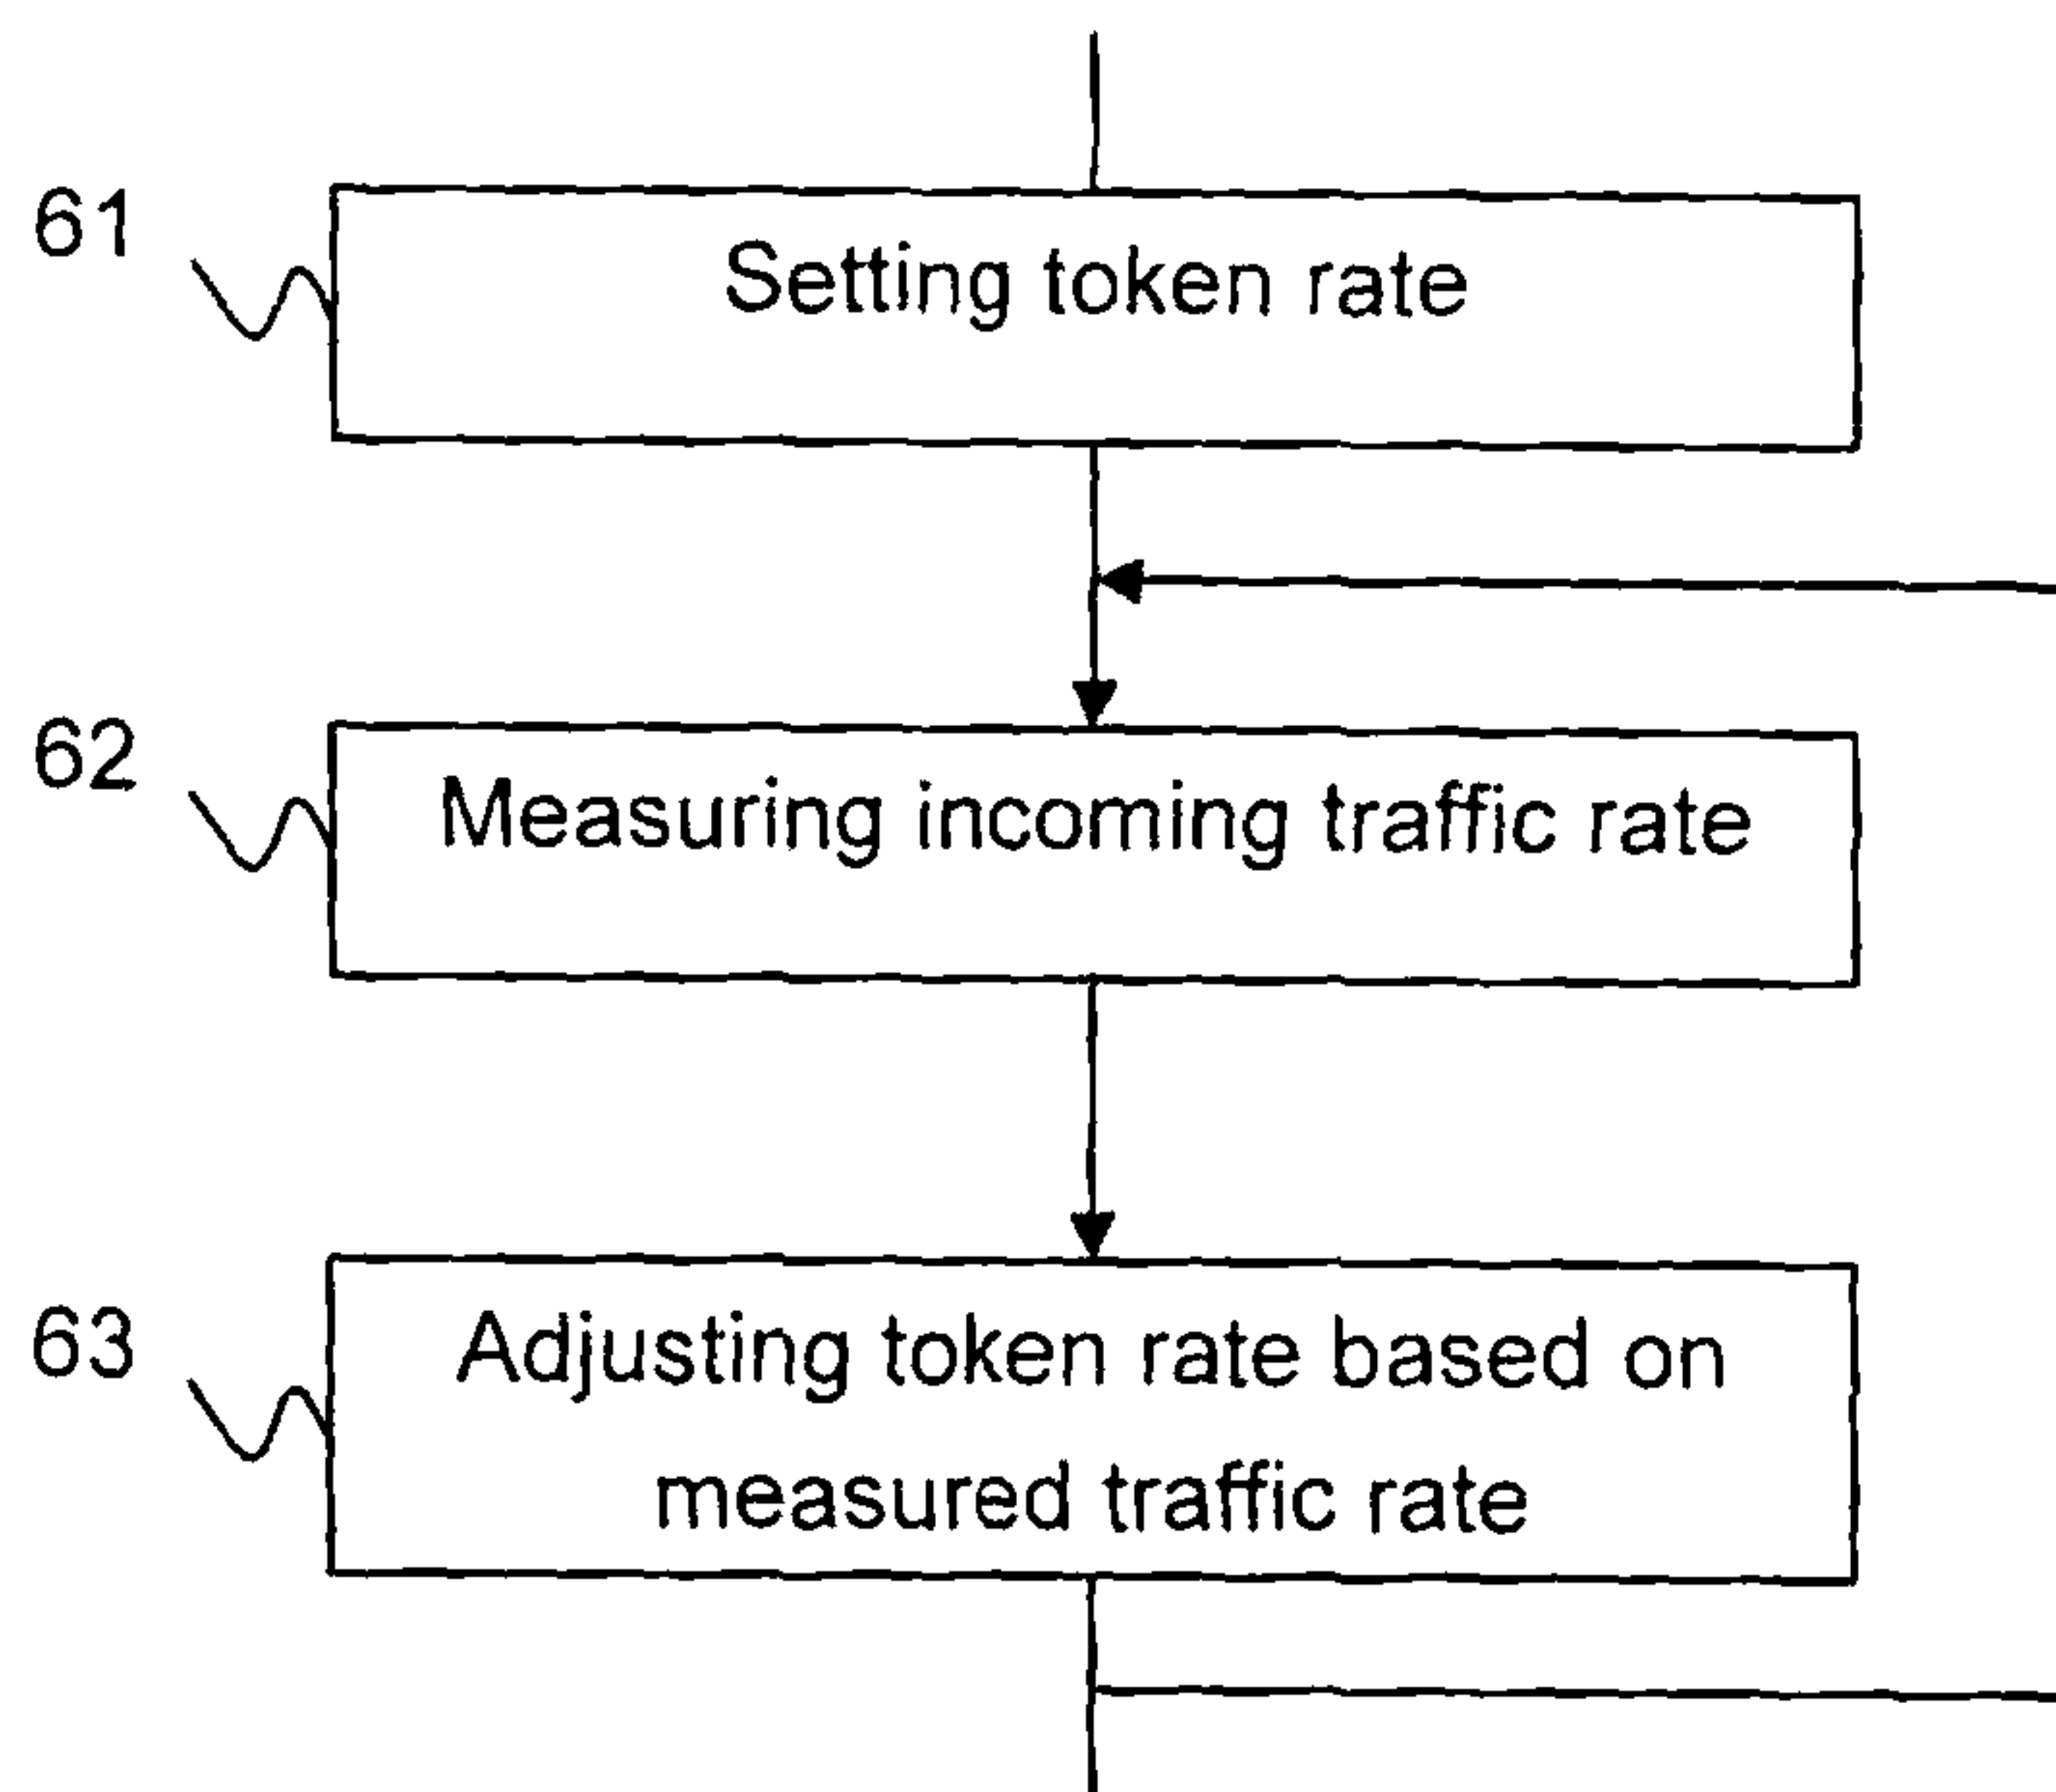 61
Setting token rate
62
Measuring incoming traffic rate
63
Adjusting token rate based on
measured traffic rate